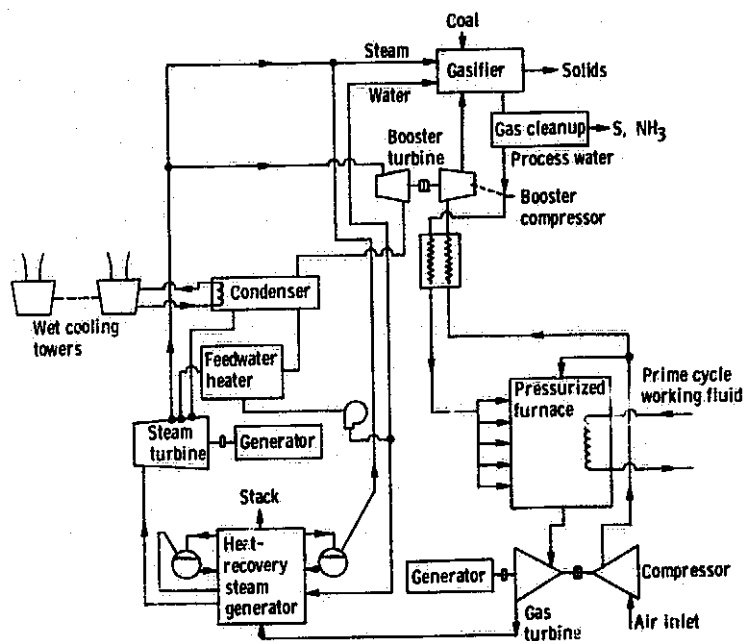 Coal
Steam
Gasifier
Solids
Water
Gas cleanup
S, NH3
Booster
turbine
Process water
Booster
compressor
Condenser
Wet cooling
towers
Feedwater
heater
Pressurized
furnace
Prime cycle
working fluid
Steam
turbine
Generator
Stack
Heat-
recovery
steam
generator
Generator
Compressor
Gas
turbine
Air inlet